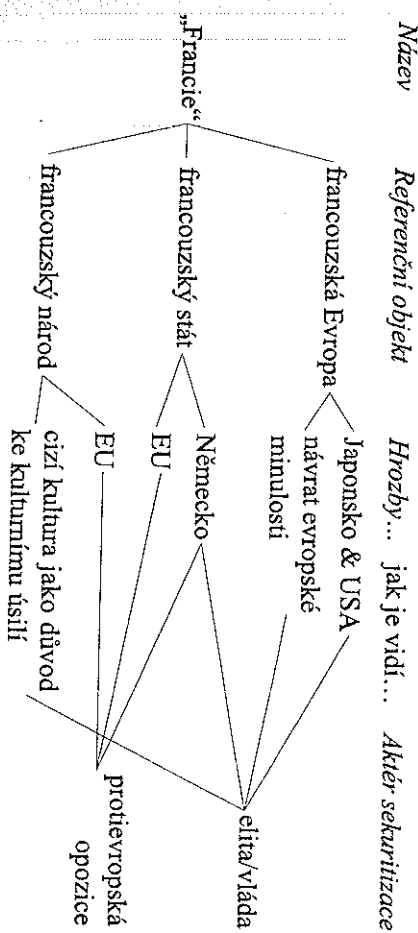 Název Referenční objekt Hrozby... jak je vidí... Aktér sekuritizace
„Francie“
francouzská Evropa
Japonsko & USA
návrat evropské
minulosti
francouzský stát
Německo
EU
francouzský národ
EU
cizí kultura jako důvod
ke kulturnímu úsilí
elita/vláda
protievropská
opozice